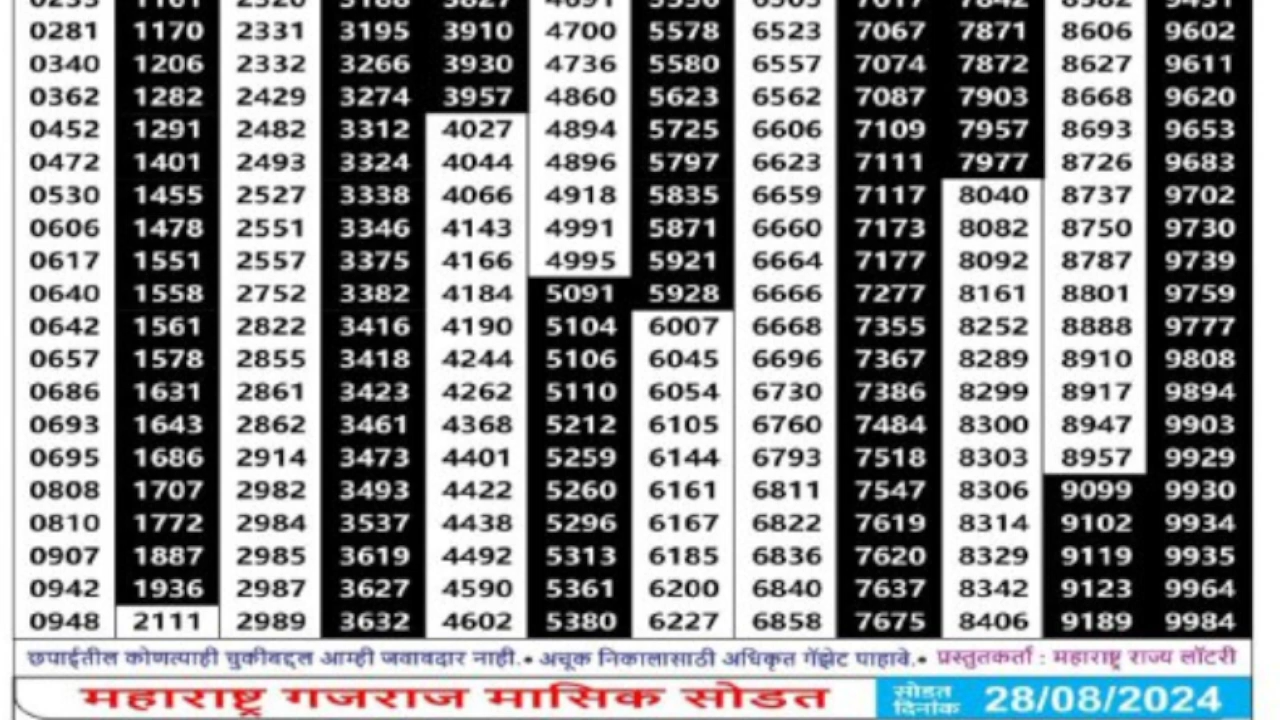 0281 1170 2331 3195 3910 4700 5578 6523 7067 7871 8606 9602
0340 1206 2332 3266 3930 4736 5580 6557 7074 7872 8627 9611
0362 1282 2429 3274 3957 4860 5623 6562 7087 7903 8668 9620
0452 1291 2482 3312 4027 4894 5725 6606 7109 7957 8693 9653
0472 1401 2493 3324 4044 4896 5797 6623 7111 7977 8726 9683
0530 1455 2527 3338 4066 4918 5835 6659 7117 8040 8737 9702
0606 1478 2551 3346 4143 4991 5871 6660 7173 8082 8750 9730
0617 1551 2557 3375 4166 4995 5921 6664 7177 8092 8787 9739
0640 1558 2752 3382 4184 5091 5928 6666 7277 8161 8801 9759
0642 1561 2822 3416 4190 5104 6007 6668 7355 8252 8888 9777
0657 1578 2855 3418 4244 5106 6045 6696 7367 8289 8910 9808
0686 1631 2861 3423 4262 5110 6054 6730 7386 8299 8917 9894
0693 1643 2862 3461 4368 5212 6105 6760 7484 8300 8947 9903
0695 1686 2914 3473 4401 5259 6144 6793 7518 8303 8957 9929
0808 1707 2982 3493 4422 5260 6161 6811 7547 8306 9099 9930
0810 1772 2984 3537 4438 5296 6167 6822 7619 8314 9102 9934
0907 1887 2985 3619 4492 5313 6185 6836 7620 8329 9119 9935
0942 1936 2987 3627 4590 5361 6200 6840 7637 8342 9123 9964
0948 2111 2989 3632 4602 5380 6227 6858 7675 8406 9189 9984
छपाईतील कोणत्याही चुकीबद्दल आम्ही जवाबदार नाही.• अचूक निकालासाठी अधिकृत गॅझेट पाहावे.• प्रस्तुतकर्ता : महाराष्ट्र राज्य लॉटरी
महाराष्ट्र गजराज मासिक सोडत सोडत दिनांक 28/08/2024